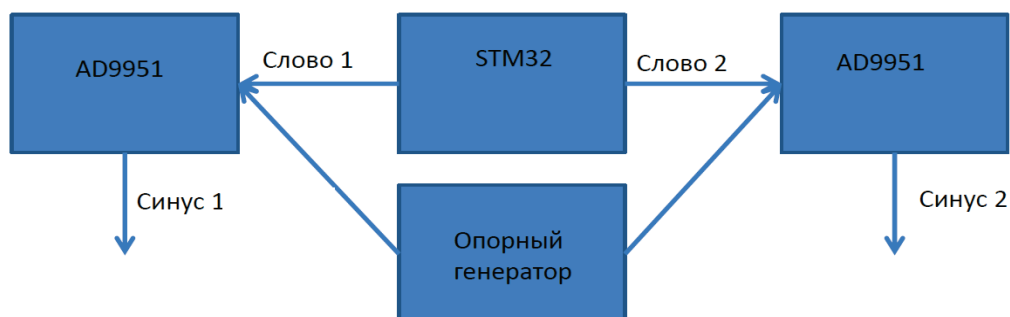 AD9951
Слово 1
STM32
Слово 2
AD9951
Синус 1
Опорный
генератор
Синус 2